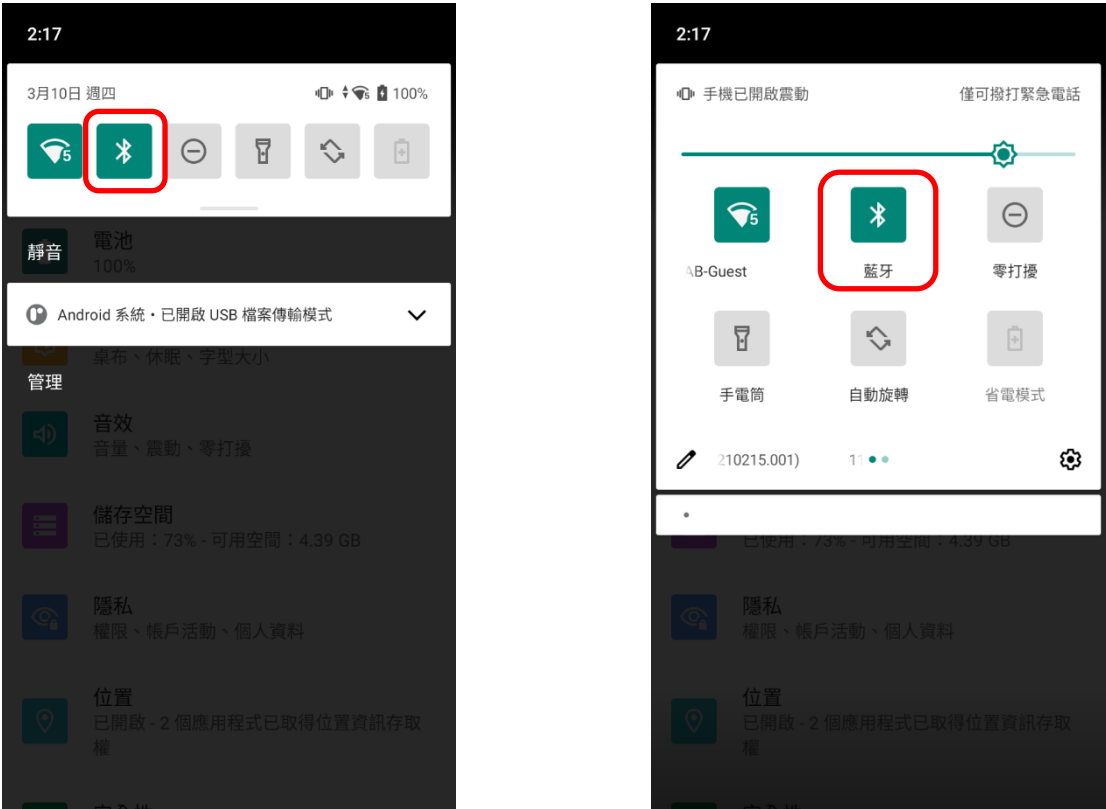 2:17
3月10日 週四
100%
5
靜音
電池
100%
Android 系統・已開啟 USB 檔案傳輸模式
桌布、休眠、字型大小
管理
音效
音量、震動、零打擾
儲存空間
已使用：73% - 可用空間：4.39 GB
隱私
權限、帳戶活動、個人資料
位置
已開啟 - 2 個應用程式已取得位置資訊存取
權
2:17
手機已開啟震動
僅可撥打緊急電話
5
AB-Guest
藍牙
零打擾
手電筒
自動旋轉
省電模式
210215.001)
11
已使用：73% - 可用空間：4.39 GB
隱私
權限、帳戶活動、個人資料
位置
已開啟 - 2 個應用程式已取得位置資訊存取
權